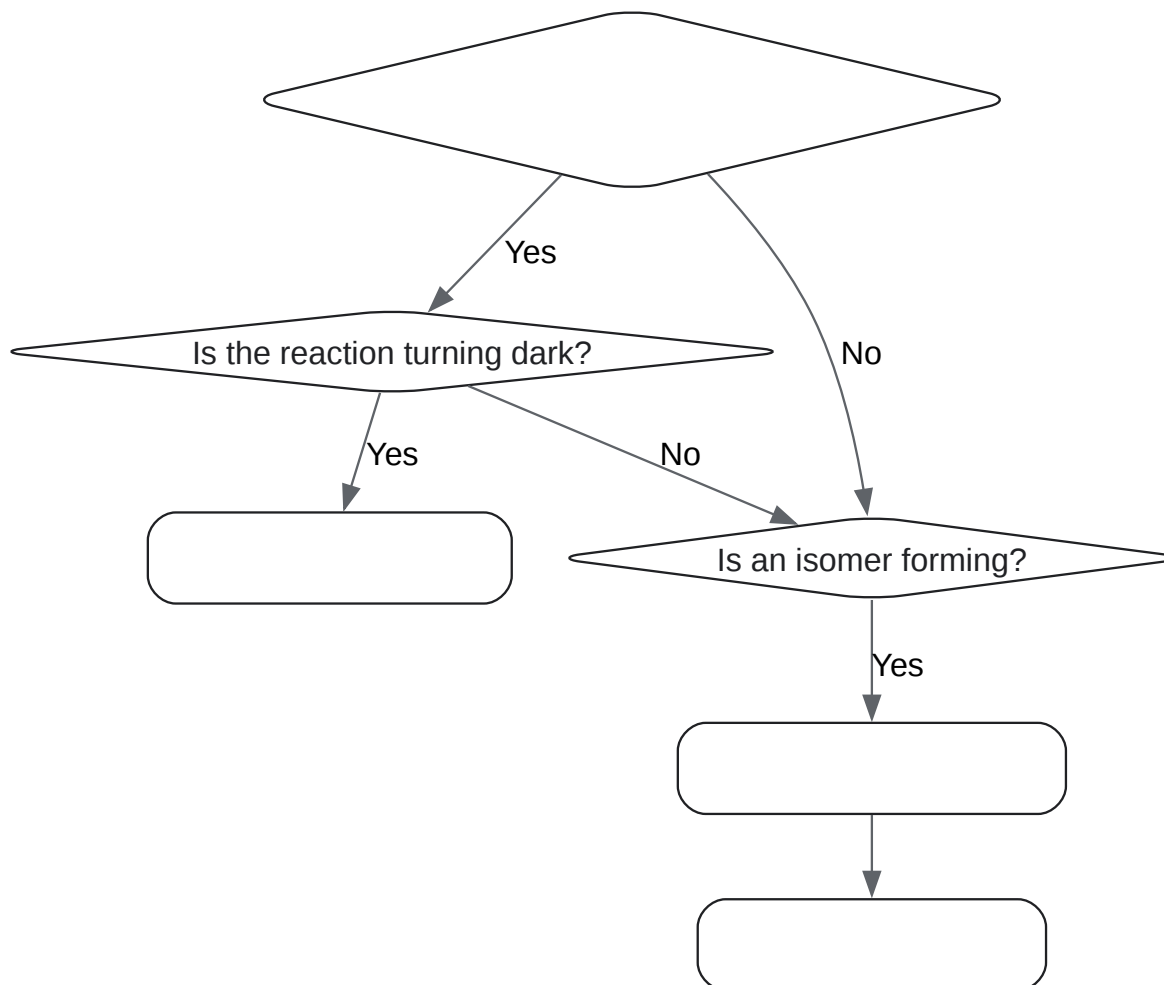 Yes
Is the reaction turning dark?
No
Yes
No
Is an isomer forming?
Yes